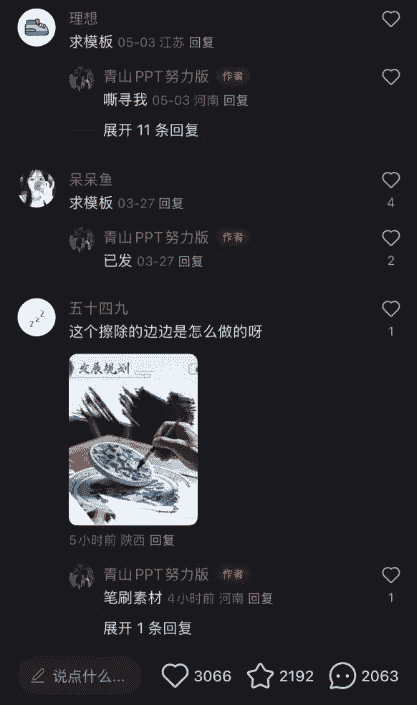 理想
求模板 05-03 江苏 回复
青山PPT努力版 作者
嘶寻我 05-03 河南 回复
展开 11 条回复
呆呆鱼
求模板 03-27 回复
4
青山PPT努力版 作者
已发 03-27 回复
2
zzz
五十四九
这个擦除的边边是怎么做的呀
1
发展规划
5小时前 陕西 回复
青山PPT努力版 作者
笔刷素材 4小时前 河南 回复
1
展开 1 条回复
说点什么... 3066 2192 2063